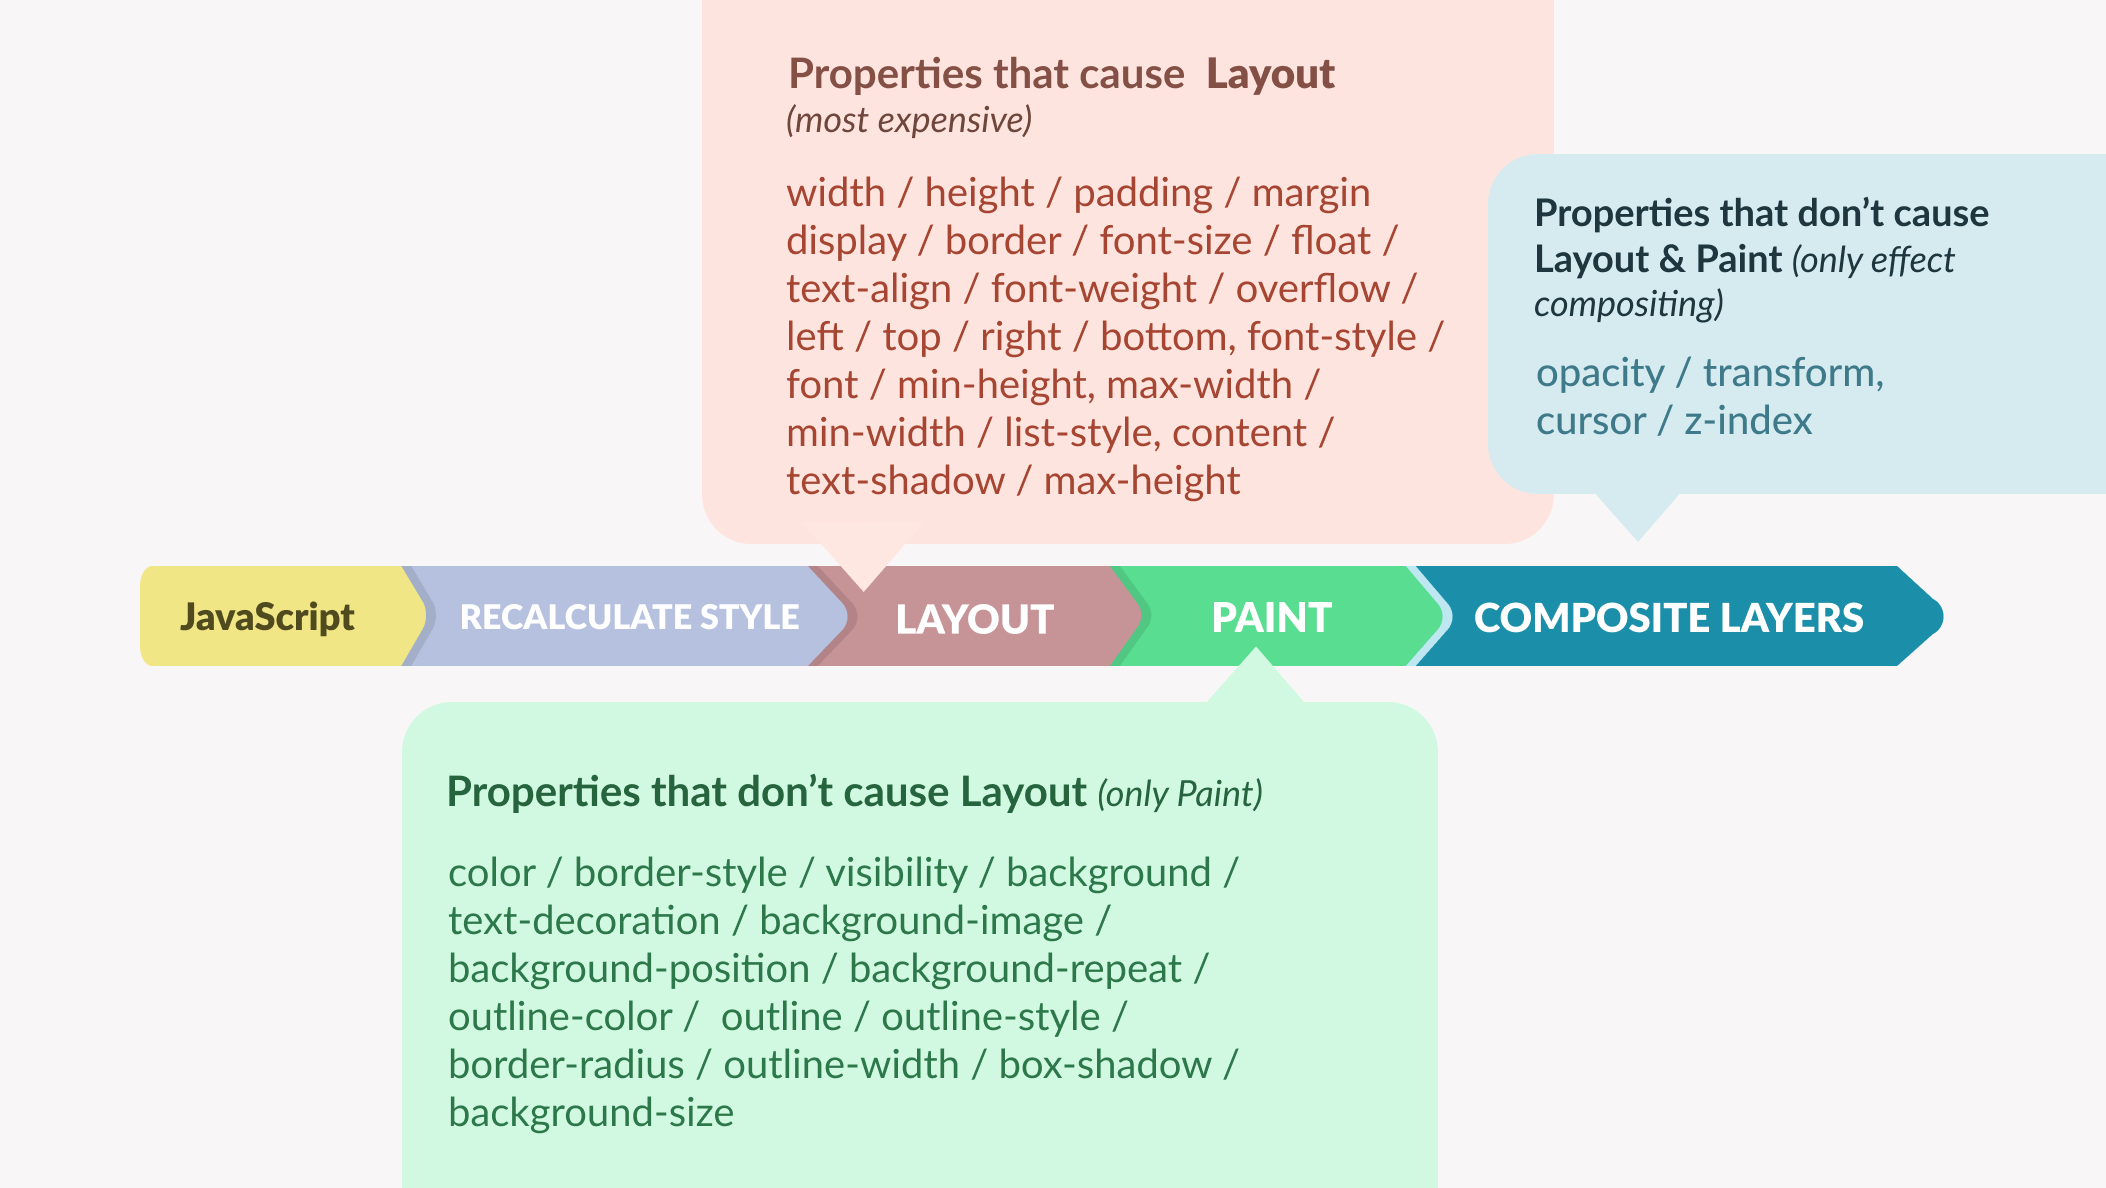 Properties that cause  Layout
(most expensive)
width / height / padding / margin
display / border / font-size / float /
text-align / font-weight / overflow /
left / top / right / bottom, font-style /
font / min-height, max-width /
min-width / list-style, content /
text-shadow / max-height
Properties that don’t cause
Layout & Paint (only effect
compositing)
opacity / transform,
cursor / z-index
JavaScript
RECALCULATE STYLE
LAYOUT
PAINT
COMPOSITE LAYERS
Properties that don’t cause Layout (only Paint)
color / border-style / visibility / background /
text-decoration / background-image /
background-position / background-repeat /
outline-color /  outline / outline-style /
border-radius / outline-width / box-shadow /
background-size